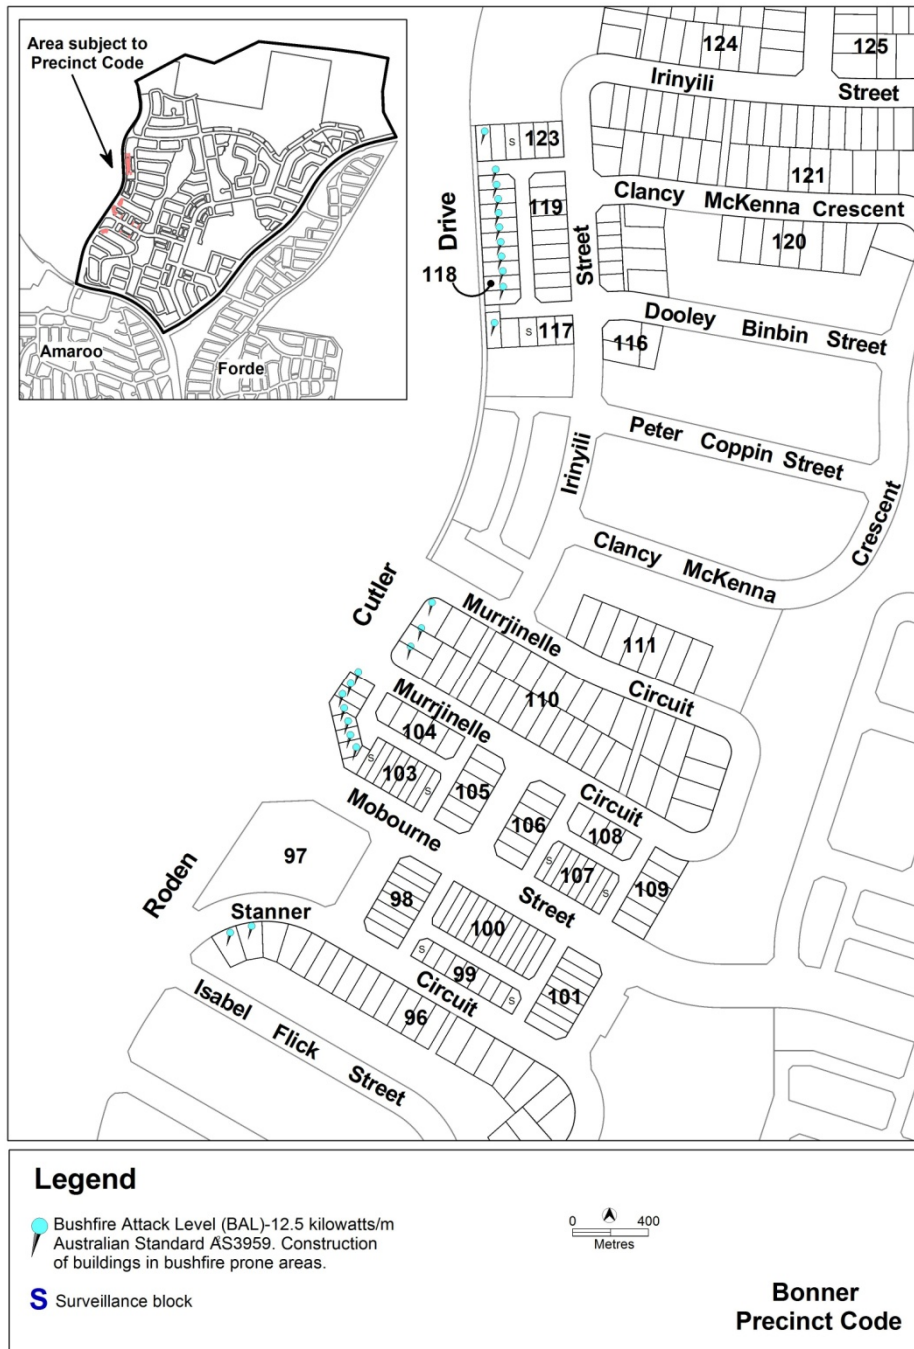 Area subject to
Precinct Code
Amaroo
Forde
124
125
Irinyili
Street
S
123
121
Clancy McKenna Crescent
119
120
Drive
Street
118
Dooley Binbin Street
S
117
116
Peter Coppin Street
Irinyili
Crescent
Clancy McKenna
Cutler
Murrjinelle
Circuit
111
110
Murrjinelle
Circuit
104
S
103
S
105
106
108
S
107
S
109
Mobourne
Street
97
Roden
98
100
Stanner
Circuit
S
99
S
101
96
Isabel Flick
Street
Legend
Bushfire Attack Level (BAL)-12.5 kilowatts/m
Australian Standard AS3959. Construction
of buildings in bushfire prone areas.
S Surveillance block
0 400
Metres
Bonner
Precinct Code